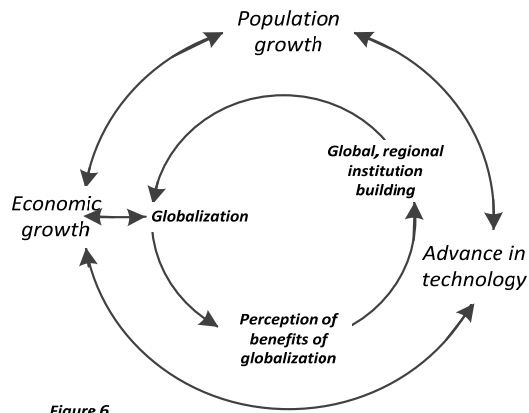 Population
growth
Global, regional
institution
building
Economic
growth
Globalization
Advance in
technology
Perception of
benefits of
globalization
Figure 6